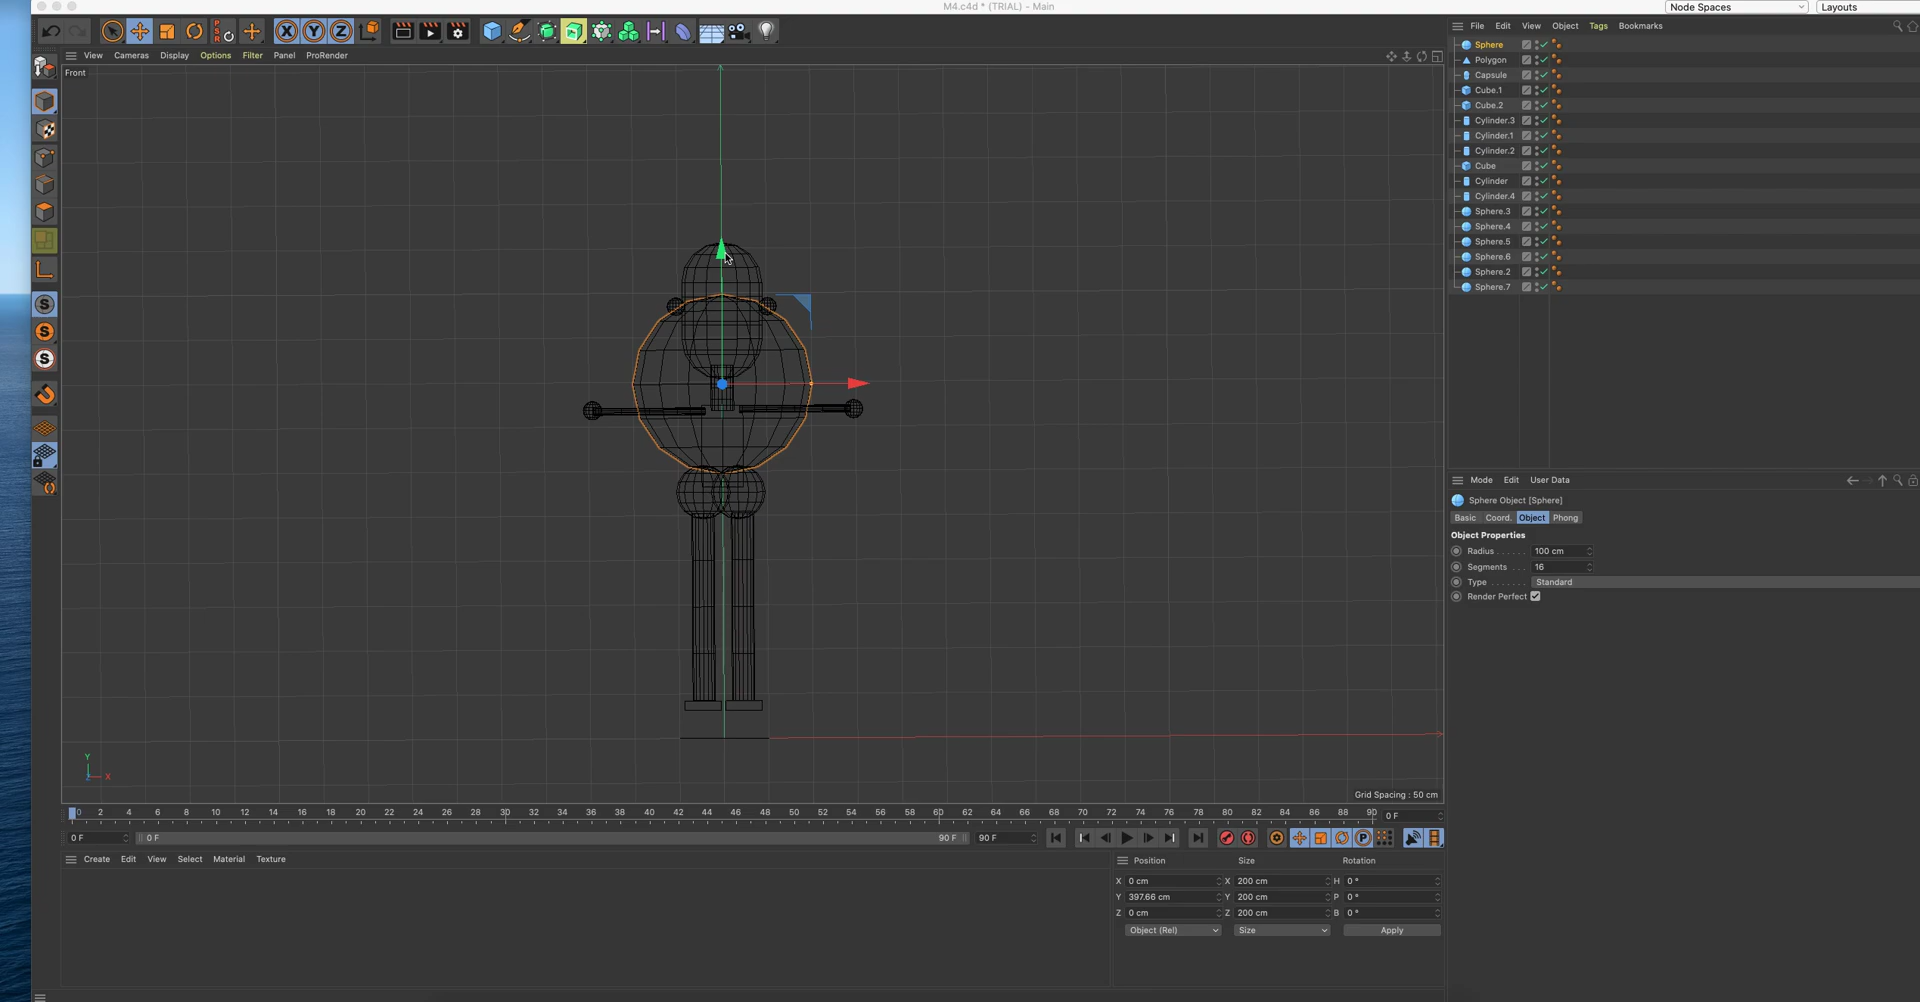 M4.c4d * (TRIAL) - Main
Node Spaces
Layouts
View Cameras Display Options Filter Panel ProRender
Front
File Edit View Object Tags Bookmarks
Sphere
Polygon
Capsule
Cube.1
Cube.2
Cylinder.3
Cylinder.1
Cylinder.2
Cube
Cylinder
Cylinder.4
Sphere.3
Sphere.4
Sphere.5
Sphere.6
Sphere.2
Sphere.7
Mode Edit User Data
Sphere Object [Sphere]
Basic Coord. Object Phong
Object Properties
Radius . . . . . . 100 cm
Segments . . . 16
Type . . . . . . . Standard
Render Perfect
Y
Z X
Grid Spacing : 50 cm
0 2 4 6 8 10 12 14 16 18 20 22 24 26 28 30 32 34 36 38 40 42 44 46 48 50 52 54 56 58 60 62 64 66 68 70 72 74 76 78 80 82 84 86 88 90 0 F
0 F 0 F 90 F 90 F
Create Edit View Select Material Texture
Position Size Rotation
X 0 cm X 200 cm H 0 °
Y 397.66 cm Y 200 cm P 0 °
Z 0 cm Z 200 cm B 0 °
Object (Rel) Size Apply